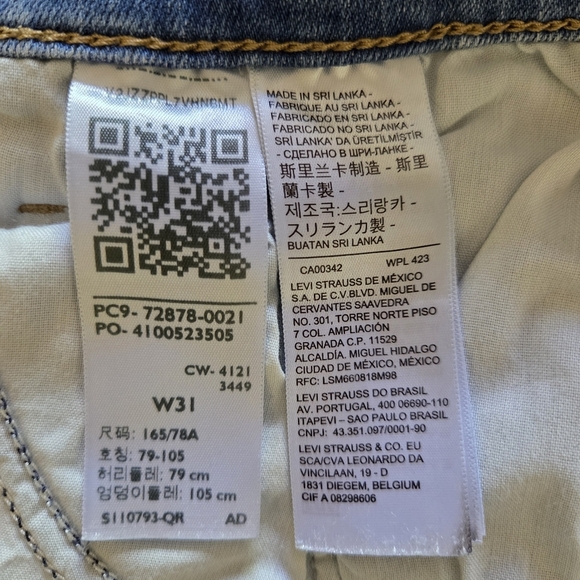 PC9- 72878-0021
PO- 4100523505
CW- 4121
3449
W31
尺码: 165/78A
호칭: 79-105
허리둘레: 79 cm
엉덩이둘레: 105 cm
S110793-QR AD
MADE IN SRI LANKA -
FABRIQUE AU SRI LANKA -
FABRICADO EN SRI LANKA -
FABRICADO NO SRI LANKA -
SRİ LANKA' DA ÜRETİLMİŞTİR
- СДЕЛАНО В ШРИ-ЛАНКЕ -
斯里兰卡制造 - 斯里
蘭卡製 -
제조국:스리랑카 -
スリランカ製 -
BUATAN SRI LANKA
CA00342 WPL 423
LEVI STRAUSS DE MÉXICO
S.A. DE C.V.BLVD. MIGUEL DE
CERVANTES SAAVEDRA
NO. 301, TORRE NORTE PISO
7 COL. AMPLIACIÓN
GRANADA C.P. 11529
ALCALDÍA. MIGUEL HIDALGO
CIUDAD DE MÉXICO, MÉXICO
RFC: LSM660818M98
LEVI STRAUSS DO BRASIL
AV. PORTUGAL, 400 06690-110
ITAPEVI – SAO PAULO BRASIL
CNPJ: 43.351.097/0001-90
LEVI STRAUSS & CO. EU
SCA/CVA LEONARDO DA
VINCILAAN, 19 - D
1831 DIEGEM, BELGIUM
CIF A 08298606